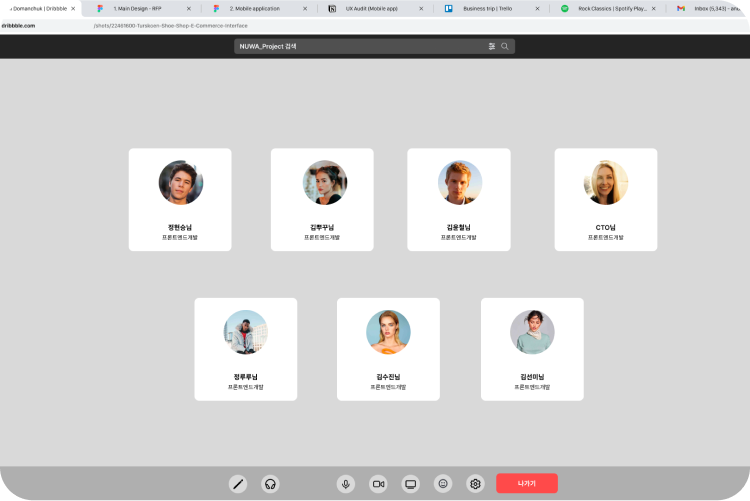 Domanchuk | Dribbble
1. Main Design - RFP
2. Mobile application
UX Audit (Mobile app)
Business trip | Trello
Rock Classics | Spotify Play...
Inbox (5,343) -
dribbble.com
/shots/22461600-Turskoen-Shoe-Shop-E-Commerce-Interface
NUWA_Project 검색
정현승님
프론트엔드개발
김뿌꾸님
프론트엔드개발
김윤철님
프론트엔드개발
CTO님
프론트엔드개발
정루루님
프론트엔드개발
김수진님
프론트엔드개발
김선미님
프론트엔드개발
나가기